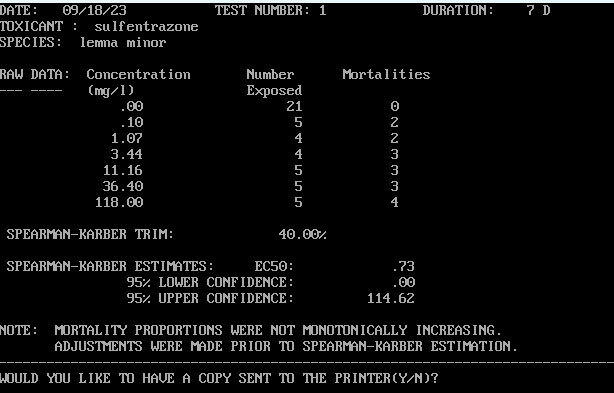 DATE: 09/18/23 TEST NUMBER: 1 DURATION: 7 D
TOXICANT : sulfentrazone
SPECIES: lemna minor
RAW DATA: Concentration Number Mortalities
--- ---- (mg/l) Exposed
.00 21 0
.10 5 2
1.07 4 2
3.44 4 3
11.16 5 3
36.40 5 3
118.00 5 4
SPEARMAN-KARBER TRIM: 40.00%
SPEARMAN-KARBER ESTIMATES: EC50: .73
95% LOWER CONFIDENCE: .00
95% UPPER CONFIDENCE: 114.62
NOTE: MORTALITY PROPORTIONS WERE NOT MONOTONICALLY INCREASING.
ADJUSTMENTS WERE MADE PRIOR TO SPEARMAN-KARBER ESTIMATION.
WOULD YOU LIKE TO HAVE A COPY SENT TO THE PRINTER(Y/N)?